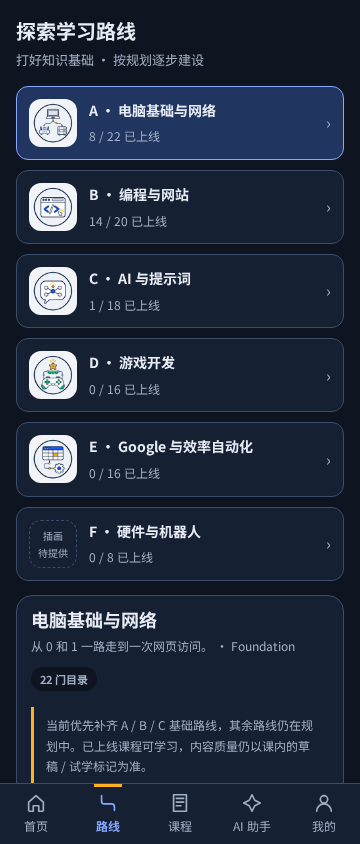 探索学习路线
打好知识基础 • 按规划逐步建设
A • 电脑基础与网络
8 / 22 已上线
›
B • 编程与网站
14 / 20 已上线
›
C • AI 与提示词
1 / 18 已上线
›
D • 游戏开发
0 / 16 已上线
›
E • Google 与效率自动化
0 / 16 已上线
›
插画
待提供
F • 硬件与机器人
0 / 8 已上线
›
电脑基础与网络
从 0 和 1 一路走到一次网页访问。 • Foundation
22 门目录
当前优先补齐 A / B / C 基础路线，其余路线仍在规
划中。已上线课程可学习，内容质量仍以课内的草
稿 / 试学标记为准。
首页
路线
课程
AI 助手
我的